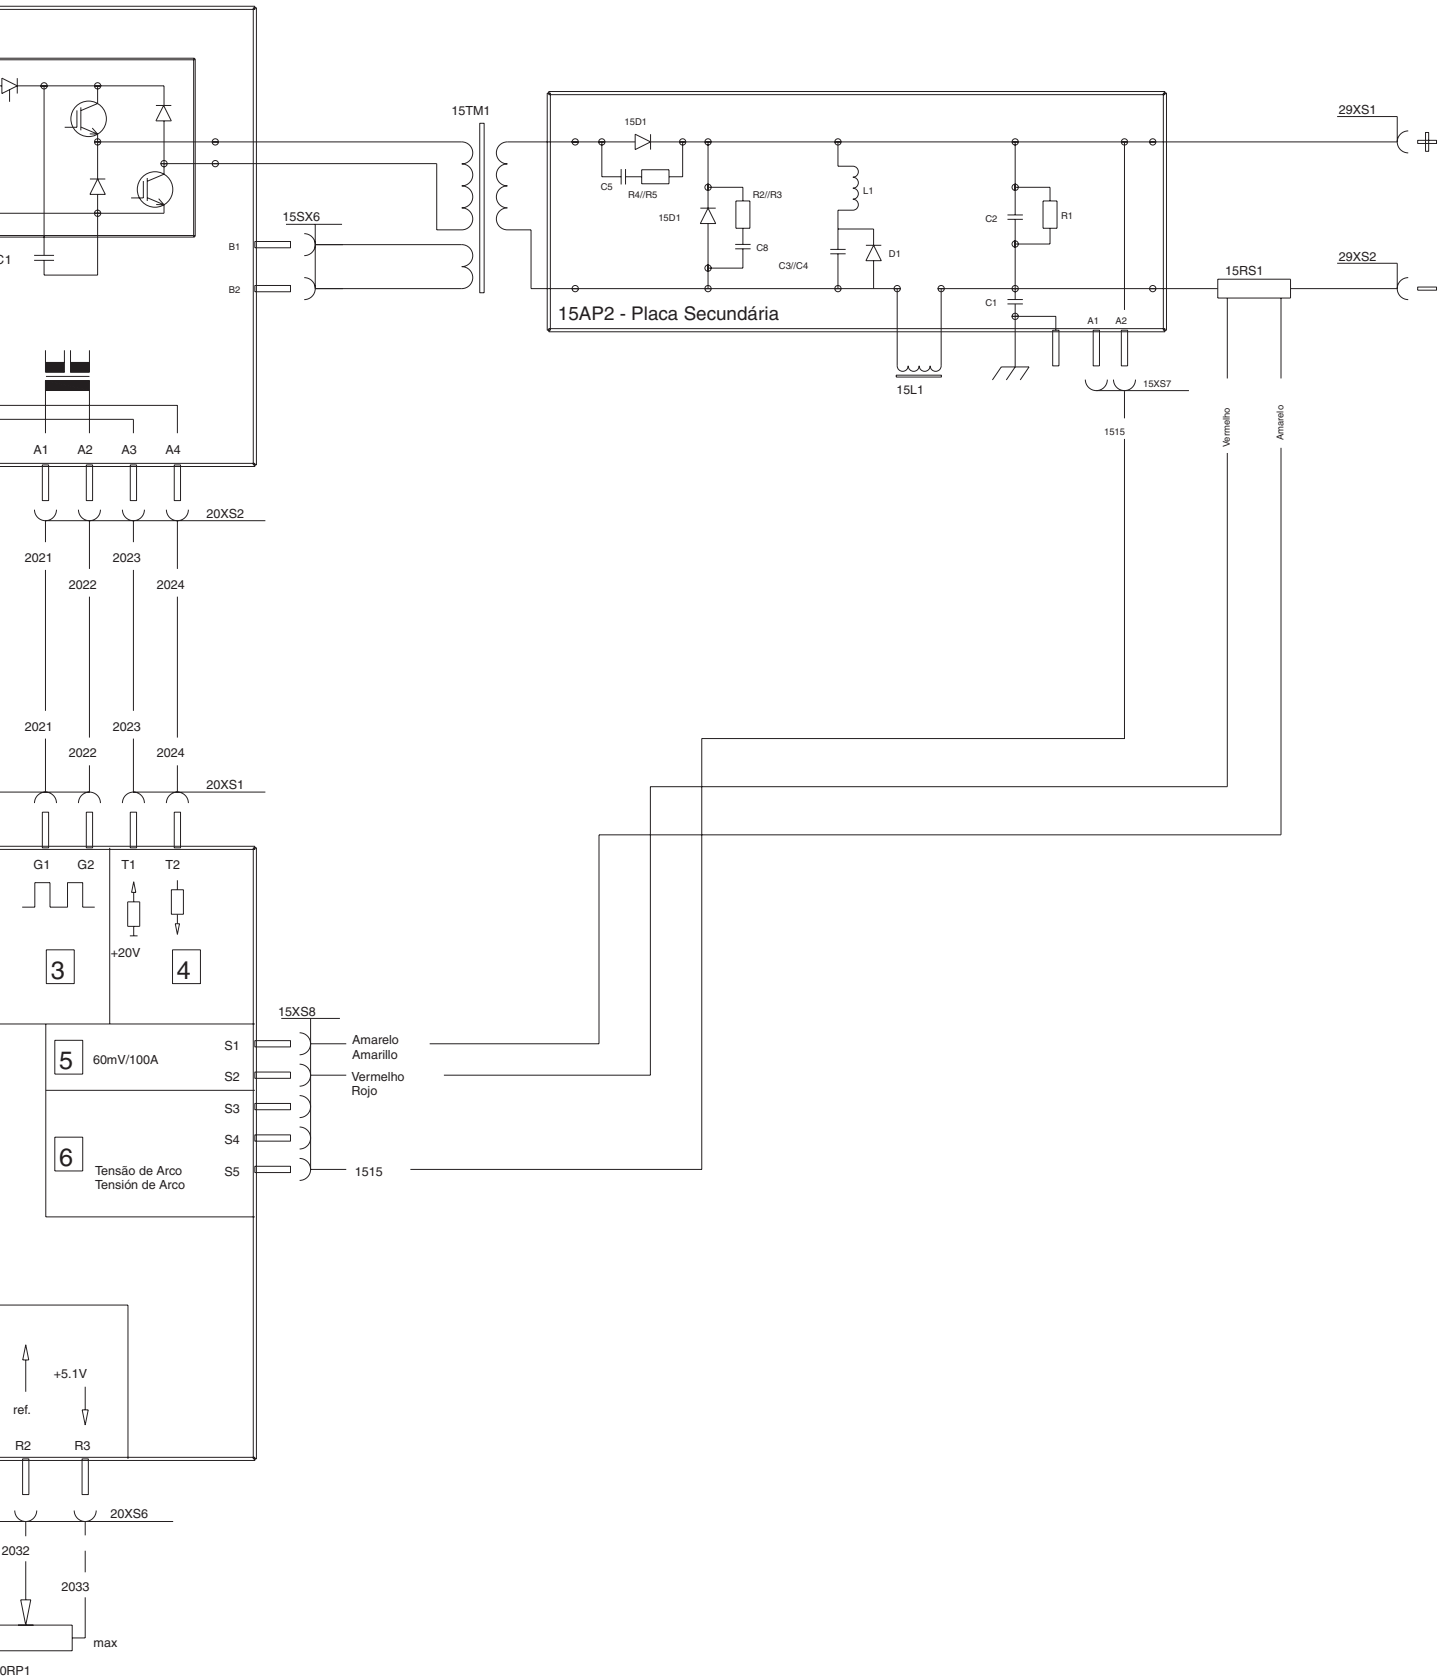 15TM1
29XS1
15D1
C5
R4//R5
15D1
R2//R3
C8
L1
C3//C4
D1
C2
R1
C1
15SX6
B1
B2
C1
15RS1
29XS2
15AP2 - Placa Secundária
A1
A2
15XS7
15L1
1515
Vermelho
Amarelo
A1
A2
A3
A4
20XS2
2021
2023
2022
2024
2021
2023
2022
2024
20XS1
G1
G2
T1
T2
+20V
3
4
15XS8
S1
Amarelo
Amarillo
5
60mV/100A
S2
Vermelho
Rojo
S3
S4
6
Tensão de Arco
Tensión de Arco
S5
1515
+5.1V
ref.
R2
R3
20XS6
2032
2033
max
0RP1